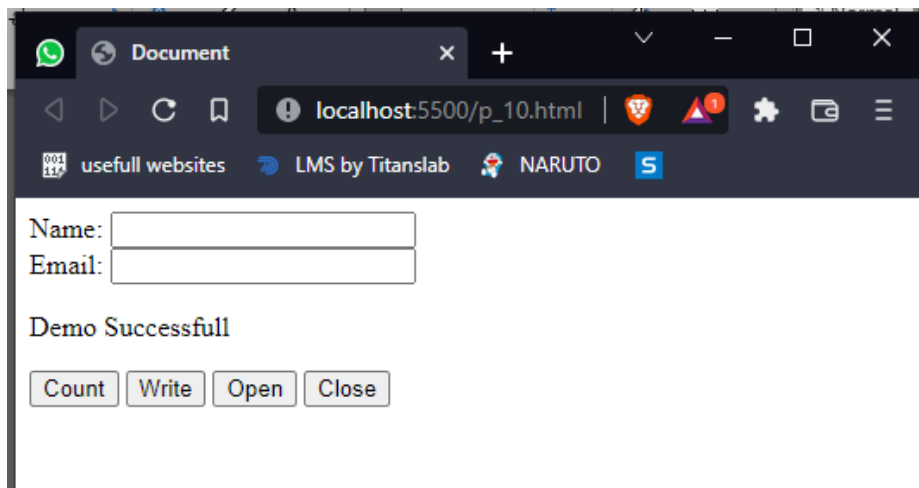 Document
localhost:5500/p_10.html
1
usefull websites LMS by Titanslab NARUTO S
Name:
Email:
Demo Successfull
Count Write Open Close